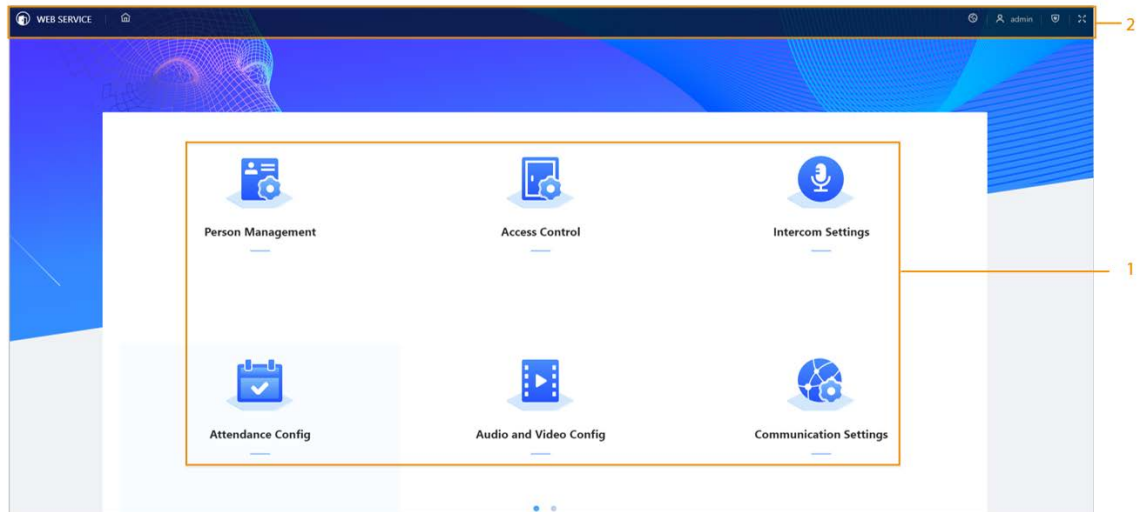 WEB SERVICE
admin
2
Person Management
Access Control
Intercom Settings
1
Attendance Config
Audio and Video Config
Communication Settings